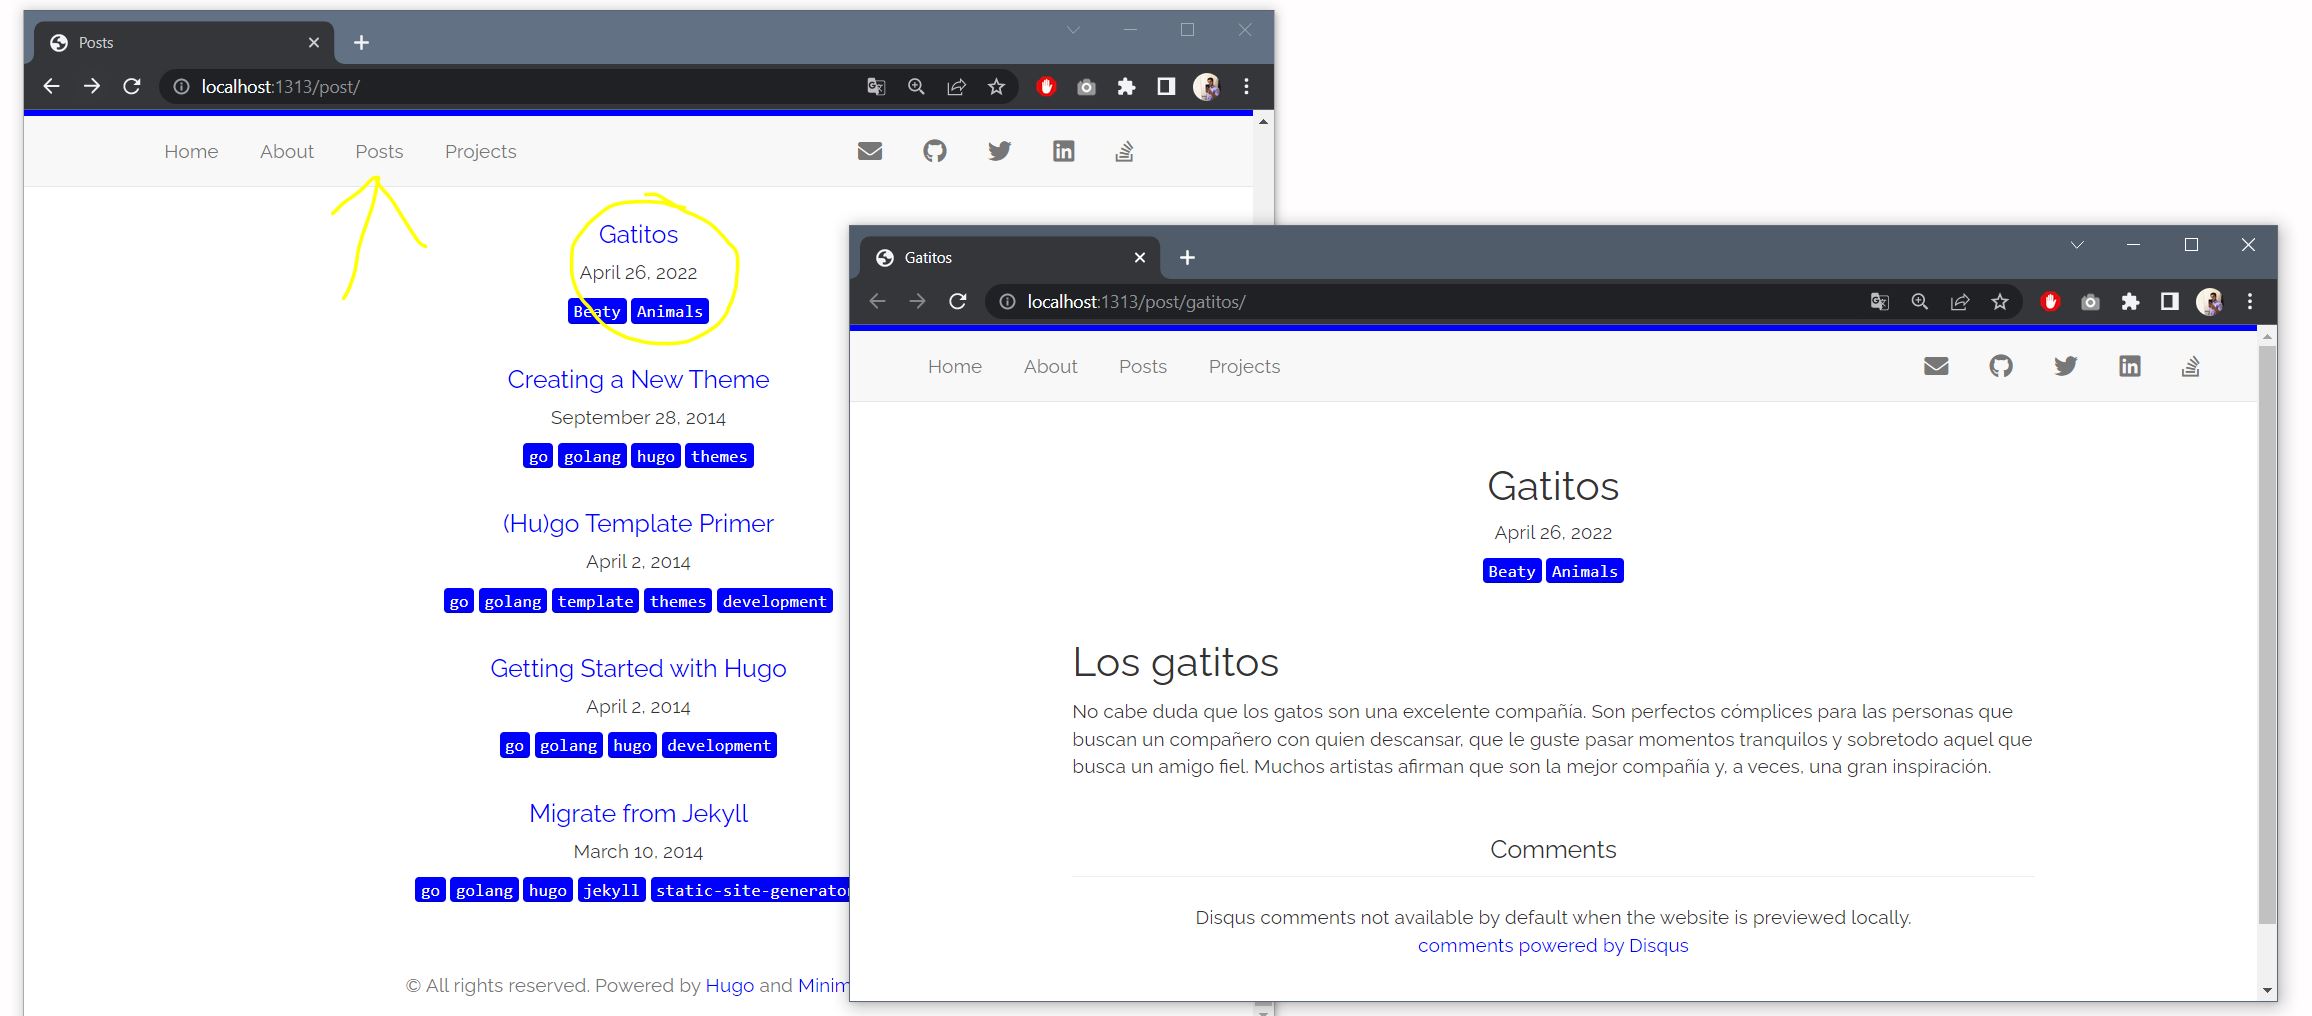 Posts
localhost:1313/post/
Home About Posts Projects
Gatitos
April 26, 2022
Beaty Animals
Creating a New Theme
September 28, 2014
go golang hugo themes
(Hu)go Template Primer
April 2, 2014
go golang template themes development
Getting Started with Hugo
April 2, 2014
go golang hugo development
Migrate from Jekyll
March 10, 2014
go golang hugo jekyll static-site-generator
© All rights reserved. Powered by Hugo and Minim
Gatitos
localhost:1313/post/gatitos/
Home About Posts Projects
Gatitos
April 26, 2022
Beaty Animals
Los gatitos
No cabe duda que los gatos son una excelente compañía. Son perfectos cómplices para las personas que
buscan un compañero con quien descansar, que le guste pasar momentos tranquilos y sobretodo aquel que
busca un amigo fiel. Muchos artistas afirman que son la mejor compañía y, a veces, una gran inspiración.
Comments
Disqus comments not available by default when the website is previewed locally.
comments powered by Disqus